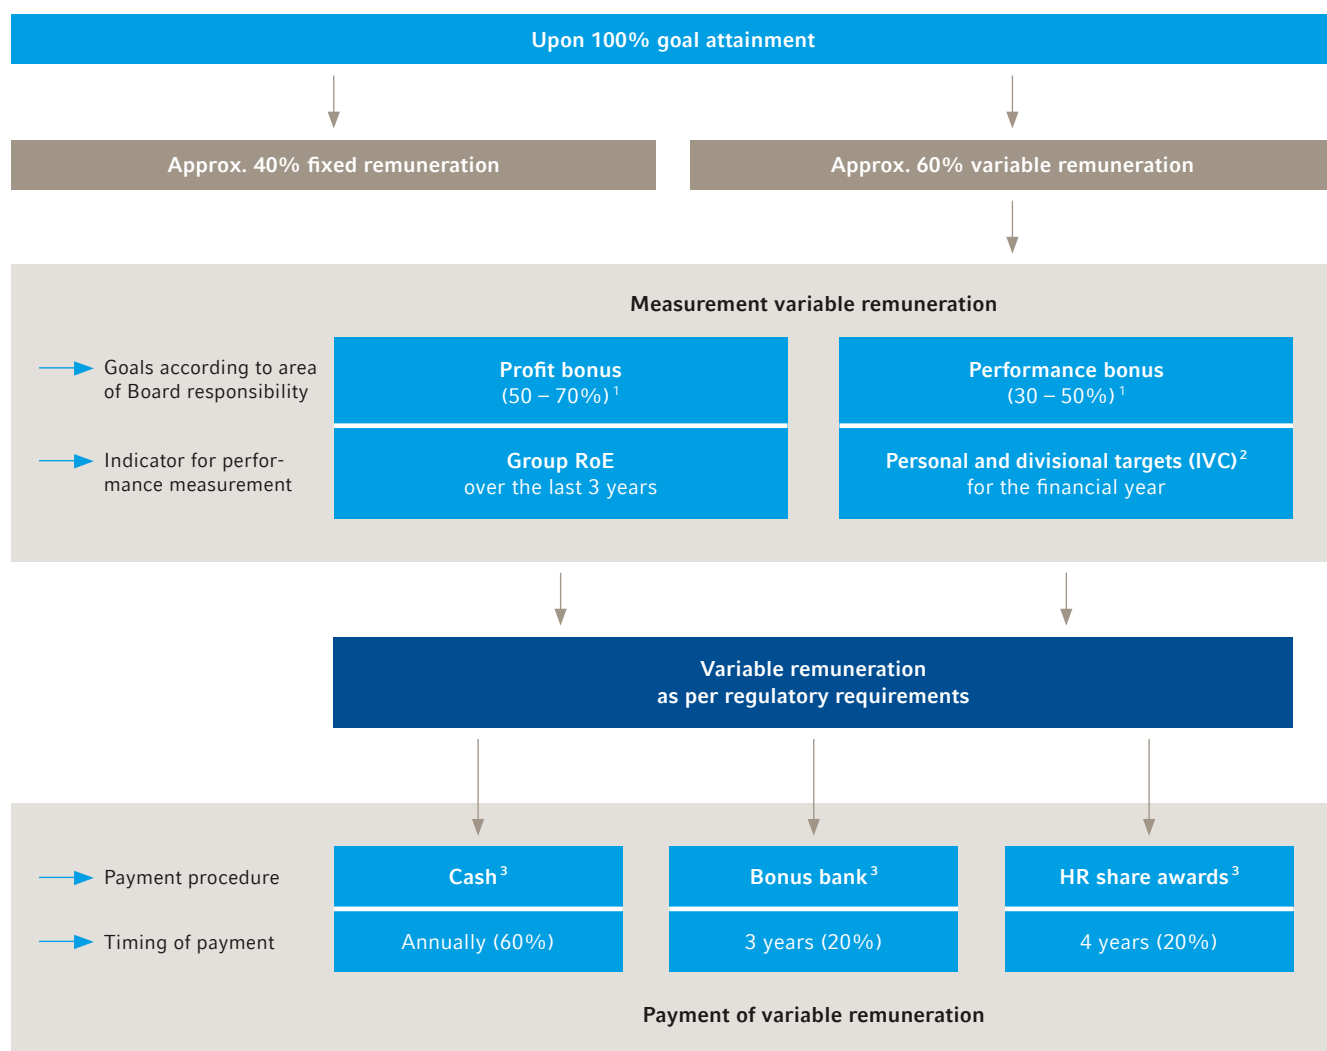 Upon 100% goal attainment
Approx. 40% fixed remuneration
Approx. 60% variable remuneration
Measurement variable remuneration
Goals according to area
of Board responsibility
Profit bonus
(50 – 70%) 1
Performance bonus
(30 – 50%) 1
Indicator for perfor-
mance measurement
Group RoE
over the last 3 years
Personal and divisional targets (IVC) 2
for the financial year
Variable remuneration
as per regulatory requirements
Payment procedure
Cash 3
Bonus bank 3
HR share awards 3
Timing of payment
Annually (60%)
3 years (20%)
4 years (20%)
Payment of variable remuneration